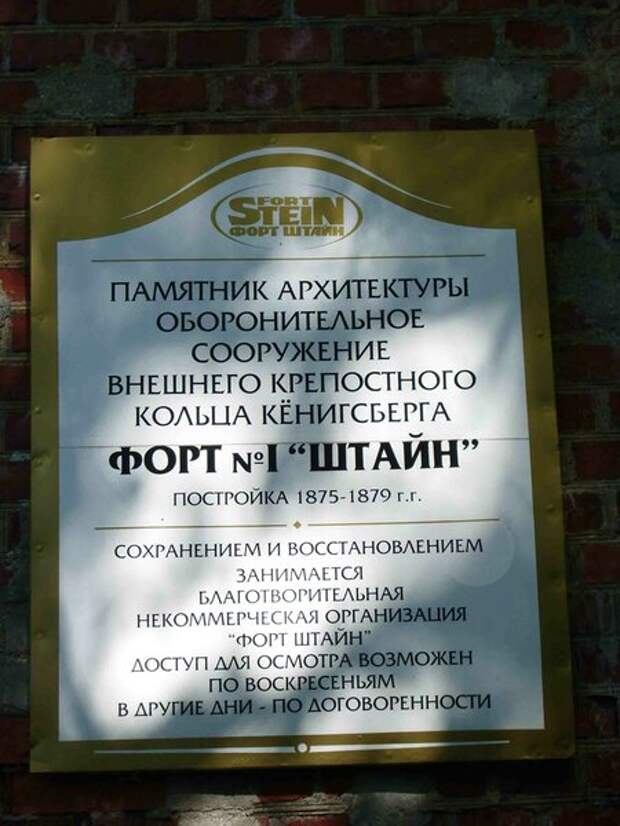 FORT
STEIN
ФОРТ ШТАЙН
ПАМЯТНИК АРХИТЕКТУРЫ
ОБОРОНИТЕЛЬНОЕ
СООРУЖЕНИЕ
ВНЕШНЕГО КРЕПОСТНОГО
КОЛЬЦА КЁНИГСБЕРГА
ФОРТ №I “ШТАЙН”
ПОСТРОЙКА 1875-1879 г.г.
СОХРАНЕНИЕМ И ВОССТАНОВЛЕНИЕМ
ЗАНИМАЕТСЯ
БЛАГОТВОРИТЕЛЬНАЯ
НЕКОММЕРЧЕСКАЯ ОРГАНИЗАЦИЯ
“ФОРТ ШТАЙН”
ДОСТУП ДЛЯ ОСМОТРА ВОЗМОЖЕН
ПО ВОСКРЕСЕНЬЯМ
В ДРУГИЕ ДНИ - ПО ДОГОВОРЕННОСТИ